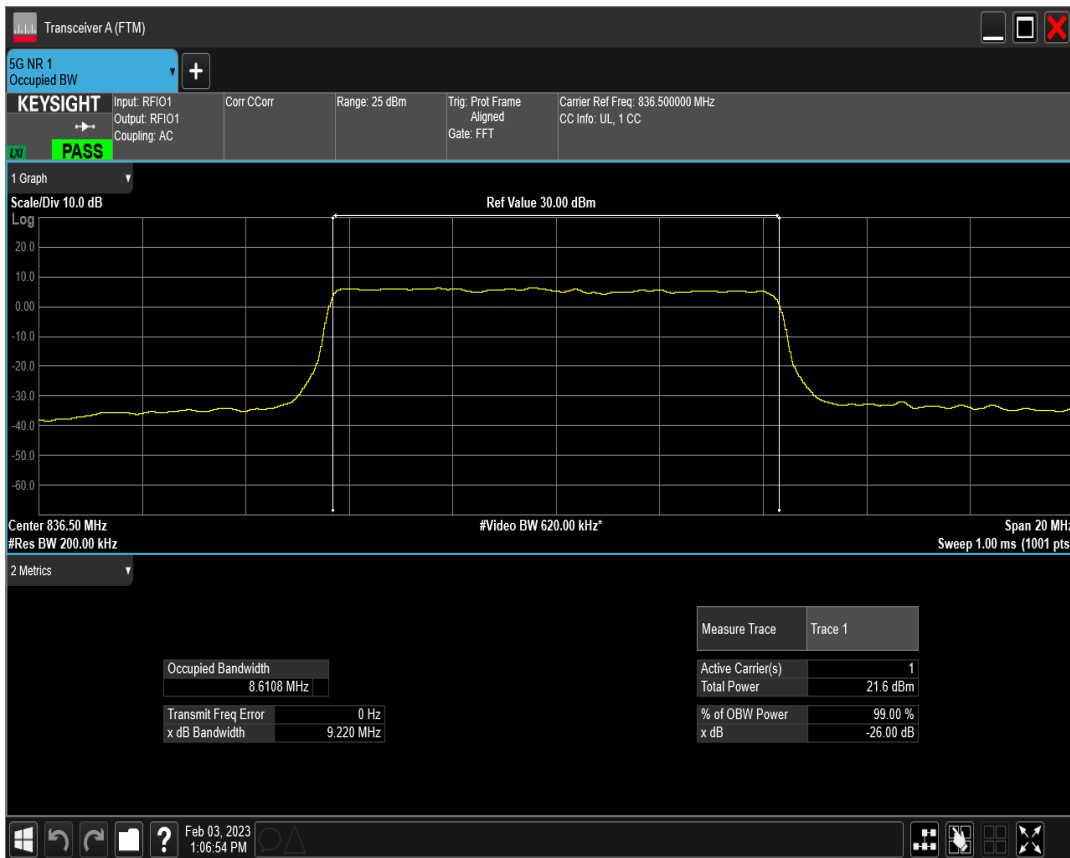 Transceiver A (FTM)
5G NR 1
Occupied BW
+
KEYSIGHT
LXI
PASS
Input: RFIO1
Output: RFIO1
Coupling: AC
Corr CCorr
Range: 25 dBm
Trig: Prot Frame
Aligned
Gate: FFT
Carrier Ref Freq: 836.500000 MHz
CC Info: UL, 1 CC
1 Graph
Scale/Div 10.0 dB
Ref Value 30.00 dBm
Log
20.0
10.0
0.00
-10.0
-20.0
-30.0
-40.0
-50.0
-60.0
Center 836.50 MHz
#Video BW 620.00 kHz*
Span 20 MHz
#Res BW 200.00 kHz
Sweep 1.00 ms (1001 pts
2 Metrics
Measure Trace Trace 1
Occupied Bandwidth
8.6108 MHz
Active Carrier(s) 1
Total Power 21.6 dBm
Transmit Freq Error 0 Hz
x dB Bandwidth 9.220 MHz
% of OBW Power 99.00 %
x dB -26.00 dB
?
Feb 03, 2023
1:06:54 PM